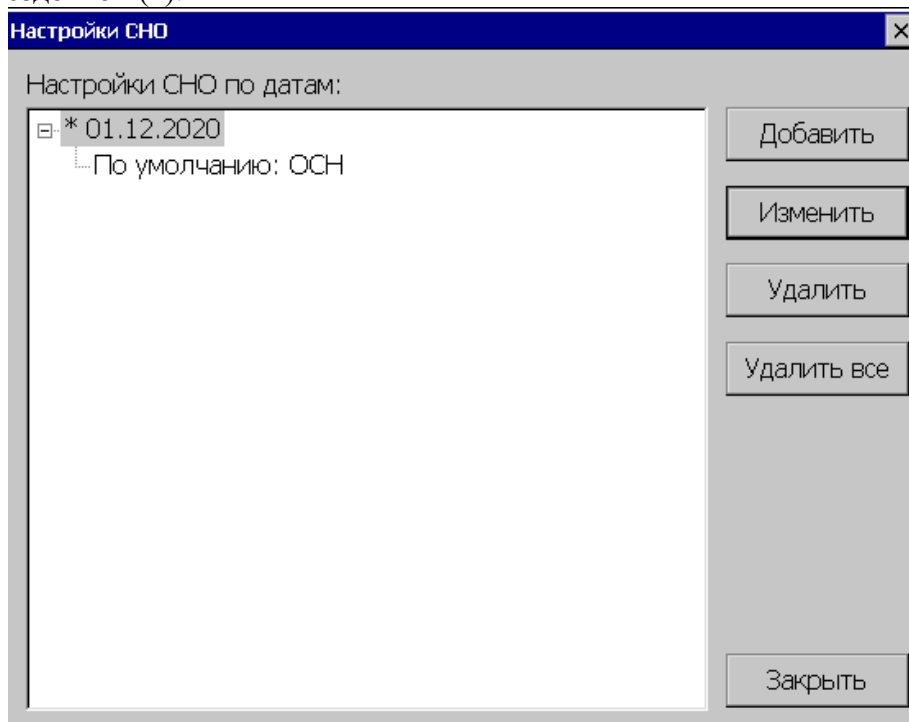 Настройки СНО
Настройки СНО по датам:
* 01.12.2020
По умолчанию: ОСН
Добавить
Изменить
Удалить
Удалить все
Закрыть